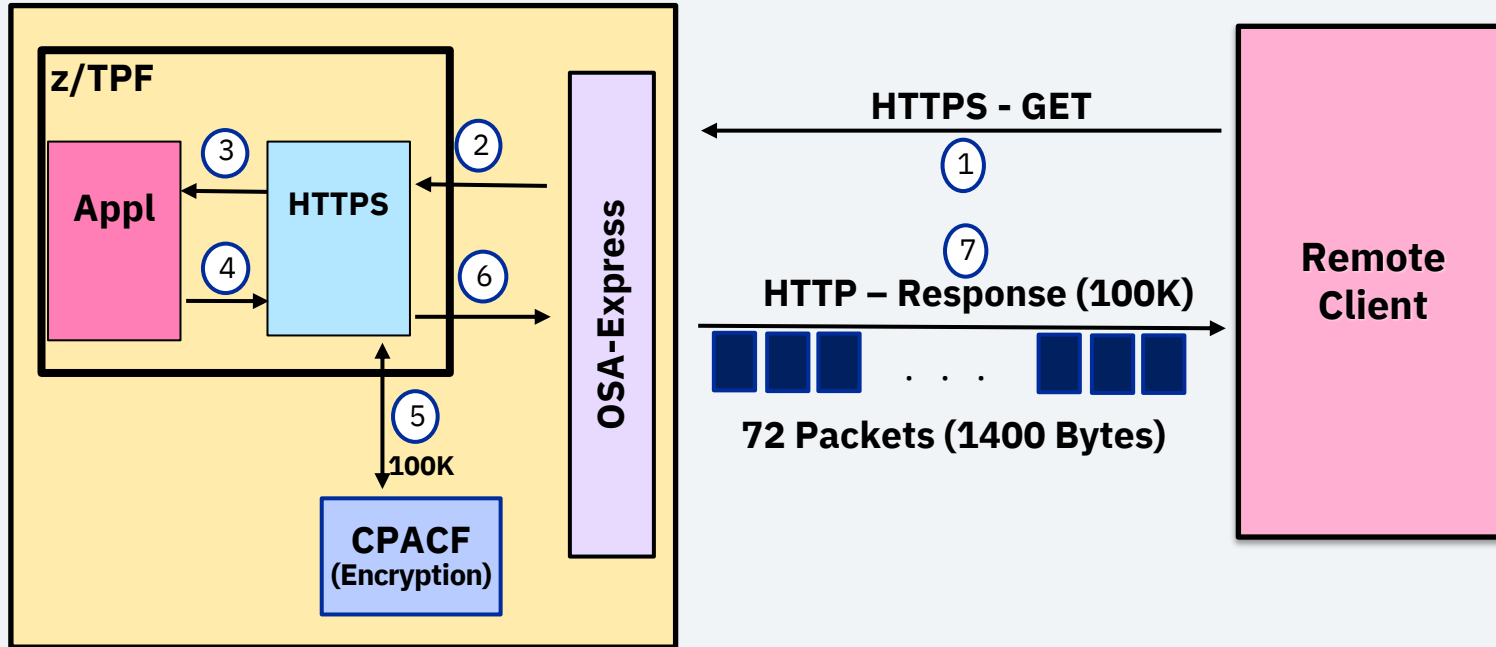 z/TPF
Appl
HTTPS
3
4
2
6
5
100K
CPACF
(Encryption)
OSA-Express
HTTPS - GET
1
7
HTTP – Response (100K)
. . .
72 Packets (1400 Bytes)
Remote
Client